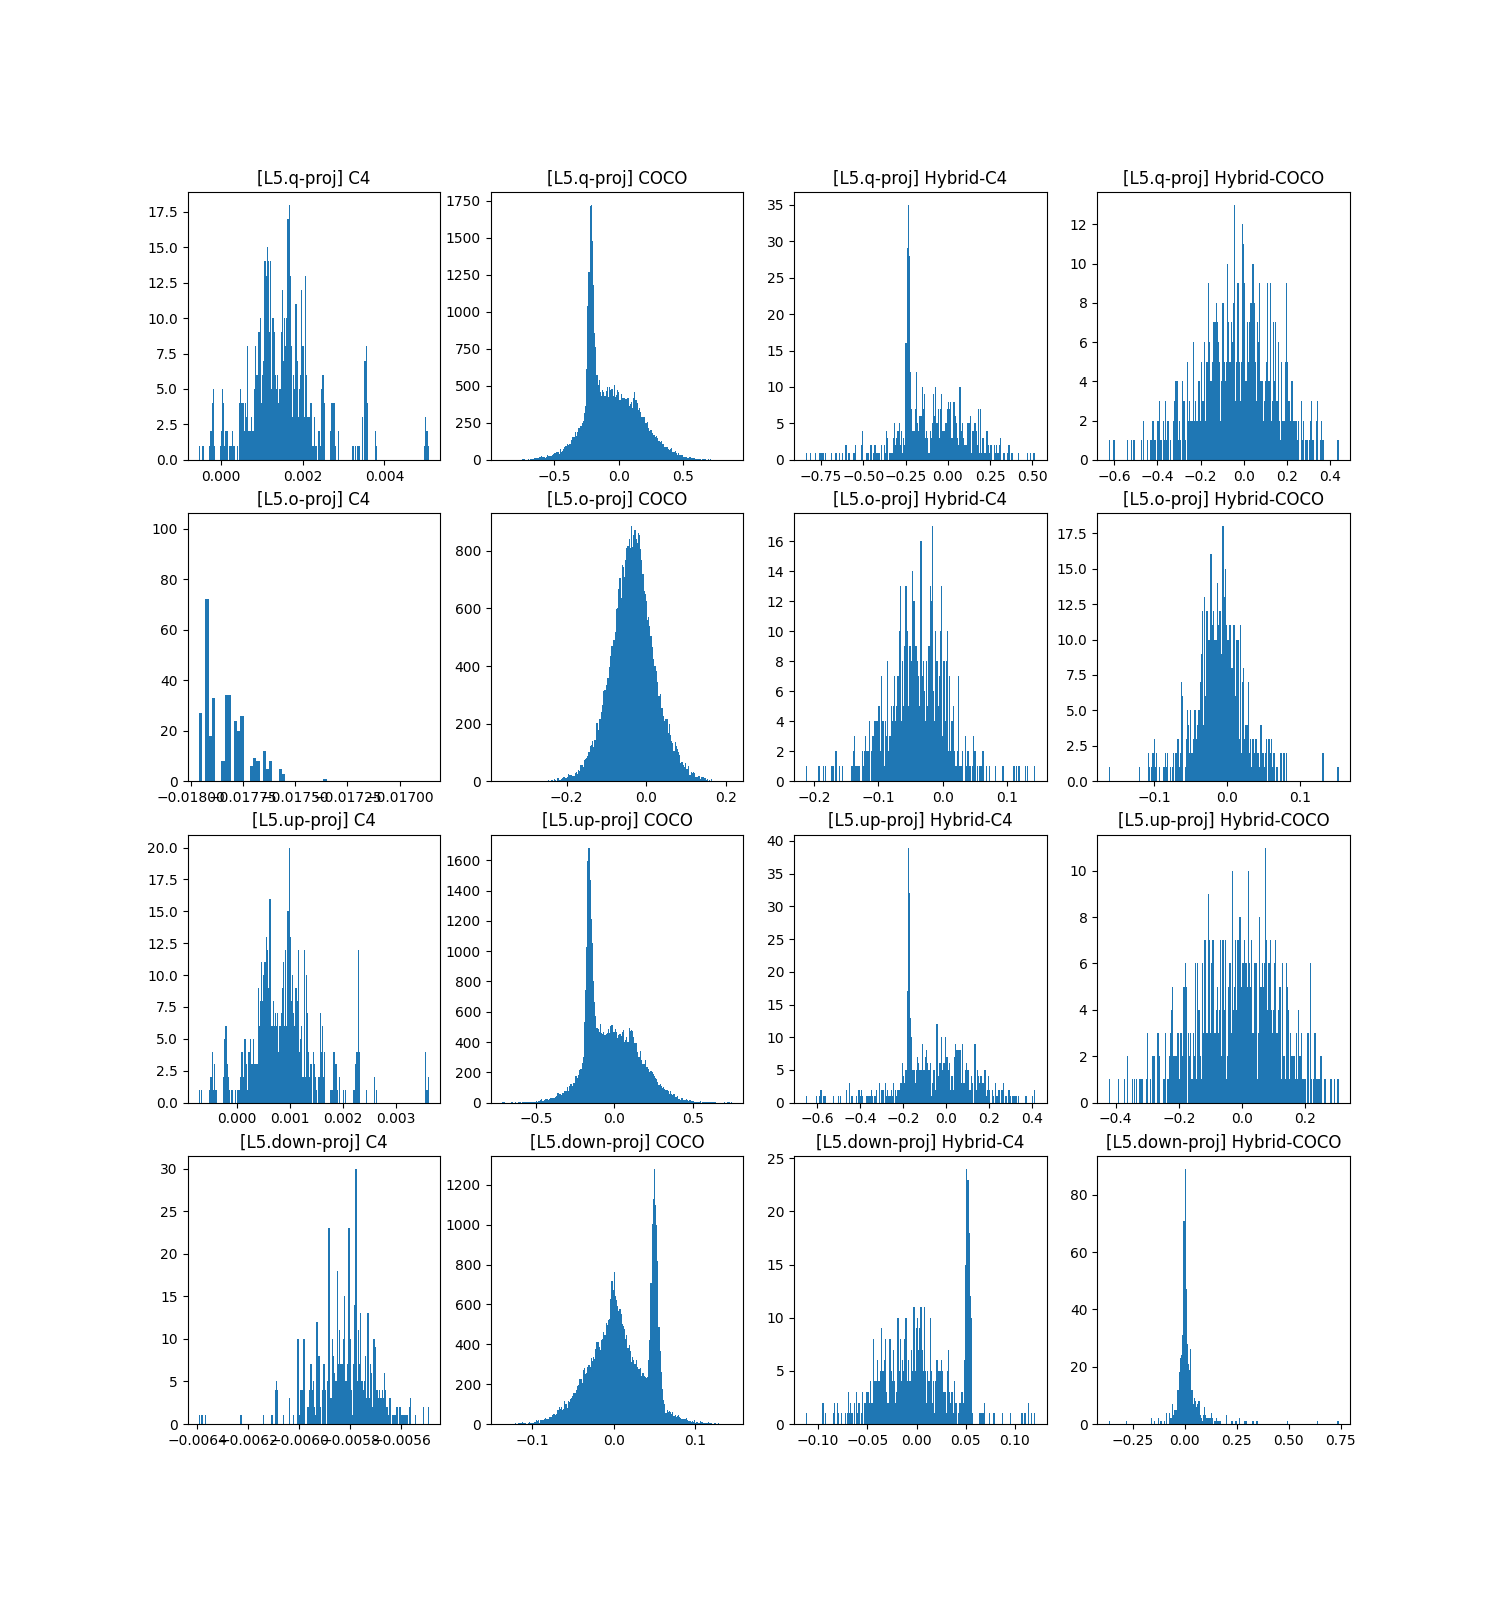 [L5.q-proj] C4 [L5.q-proj] COCO [L5.q-proj] Hybrid-C4 [L5.q-proj] Hybrid-COCO
17.5 15.0 12.5 10.0 7.5 5.0 2.5 0.0
0.000 0.002 0.004
1750 1500 1250 1000 750 500 250 0
−0.5 0.0 0.5
35 30 25 20 15 10 5 0
−0.75 −0.50 −0.25 0.00 0.25 0.50
12 10 8 6 4 2 0
−0.6 −0.4 −0.2 0.0 0.2 0.4
[L5.o-proj] C4 [L5.o-proj] COCO [L5.o-proj] Hybrid-C4 [L5.o-proj] Hybrid-COCO
100 80 60 40 20 0
−0.01800 −0.01775 −0.01750 −0.01725 −0.01700
800 600 400 200 0
−0.2 0.0 0.2
16 14 12 10 8 6 4 2 0
−0.2 −0.1 0.0 0.1
17.5 15.0 12.5 10.0 7.5 5.0 2.5 0.0
−0.1 0.0 0.1
[L5.up-proj] C4 [L5.up-proj] COCO [L5.up-proj] Hybrid-C4 [L5.up-proj] Hybrid-COCO
20.0 17.5 15.0 12.5 10.0 7.5 5.0 2.5 0.0
0.000 0.001 0.002 0.003
1600 1400 1200 1000 800 600 400 200 0
−0.5 0.0 0.5
40 35 30 25 20 15 10 5 0
−0.6 −0.4 −0.2 0.0 0.2 0.4
10 8 6 4 2 0
−0.4 −0.2 0.0 0.2
[L5.down-proj] C4 [L5.down-proj] COCO [L5.down-proj] Hybrid-C4 [L5.down-proj] Hybrid-COCO
30 25 20 15 10 5 0
−0.0064 −0.0062 −0.0060 −0.0058 −0.0056
1200 1000 800 600 400 200 0
−0.1 0.0 0.1
25 20 15 10 5 0
−0.10 −0.05 0.00 0.05 0.10
80 60 40 20 0
−0.25 0.00 0.25 0.50 0.75